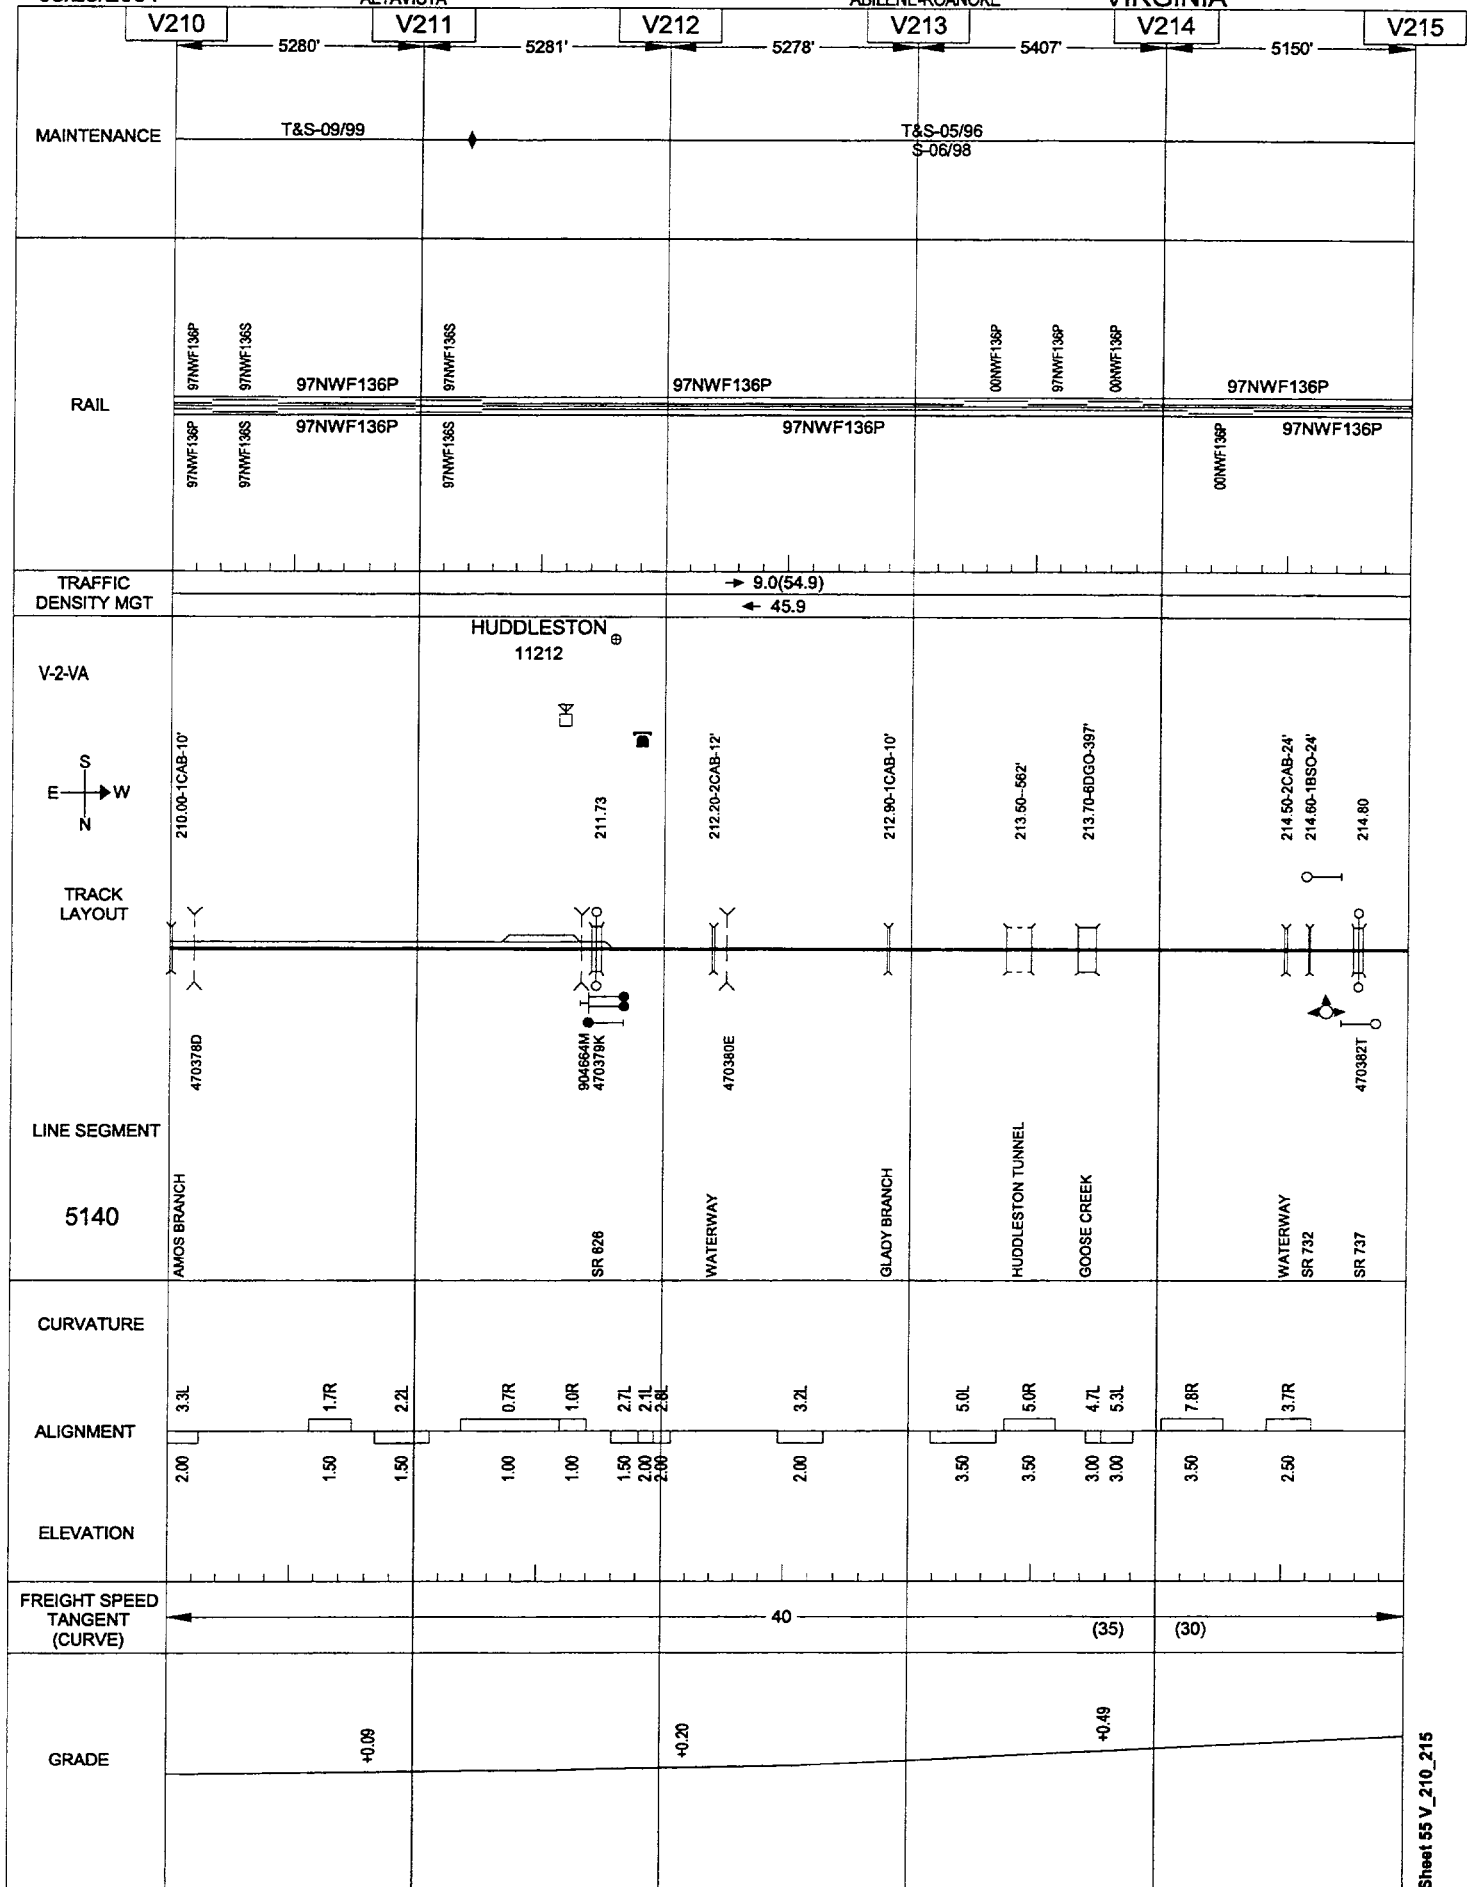 VIRGINIA
V210 V211 V212 V213 V214 V215
5280' 5281' 5278' 5407' 5150'
MAINTENANCE
T&S-09/99
T&S-05/96
S-06/98
RAIL
97NWF136P
97NWF136S
97NWF136P
97NWF136S
97NWF136P
00NWF136P
97NWF136P
00NWF136P
97NWF136P
97NWF136P
97NWF136S
97NWF136P
97NWF136S
97NWF136P
00NWF136P
97NWF136P
TRAFFIC
DENSITY MGT
9.0(54.9)
45.9
HUDDLESTON
11212
V-2-VA
S
E W
N
210.00-1CAB-10'
211.73
212.20-2CAB-12'
212.90-1CAB-10'
213.50--562'
213.70-6DGO-397'
214.50-2CAB-24'
214.60-1BSO-24'
214.80
TRACK
LAYOUT
470378D
904664M
470379K
470380E
470382T
LINE SEGMENT
5140
AMOS BRANCH
SR 626
WATERWAY
GLADY BRANCH
HUDDLESTON TUNNEL
GOOSE CREEK
WATERWAY
SR 732
SR 737
CURVATURE
3.3L
1.7R
2.2L
0.7R
1.0R
2.7L
2.1L
2.8L
3.2L
5.0L
5.0R
4.7L
5.3L
7.8R
3.7R
ALIGNMENT
2.00
1.50
1.50
1.00
1.00
1.50
2.00
2.00
2.00
3.50
3.50
3.00
3.00
3.50
2.50
ELEVATION
FREIGHT SPEED
TANGENT
(CURVE)
40
(35) (30)
GRADE
+0.09
+0.20
+0.49
Sheet 55 V_210_215